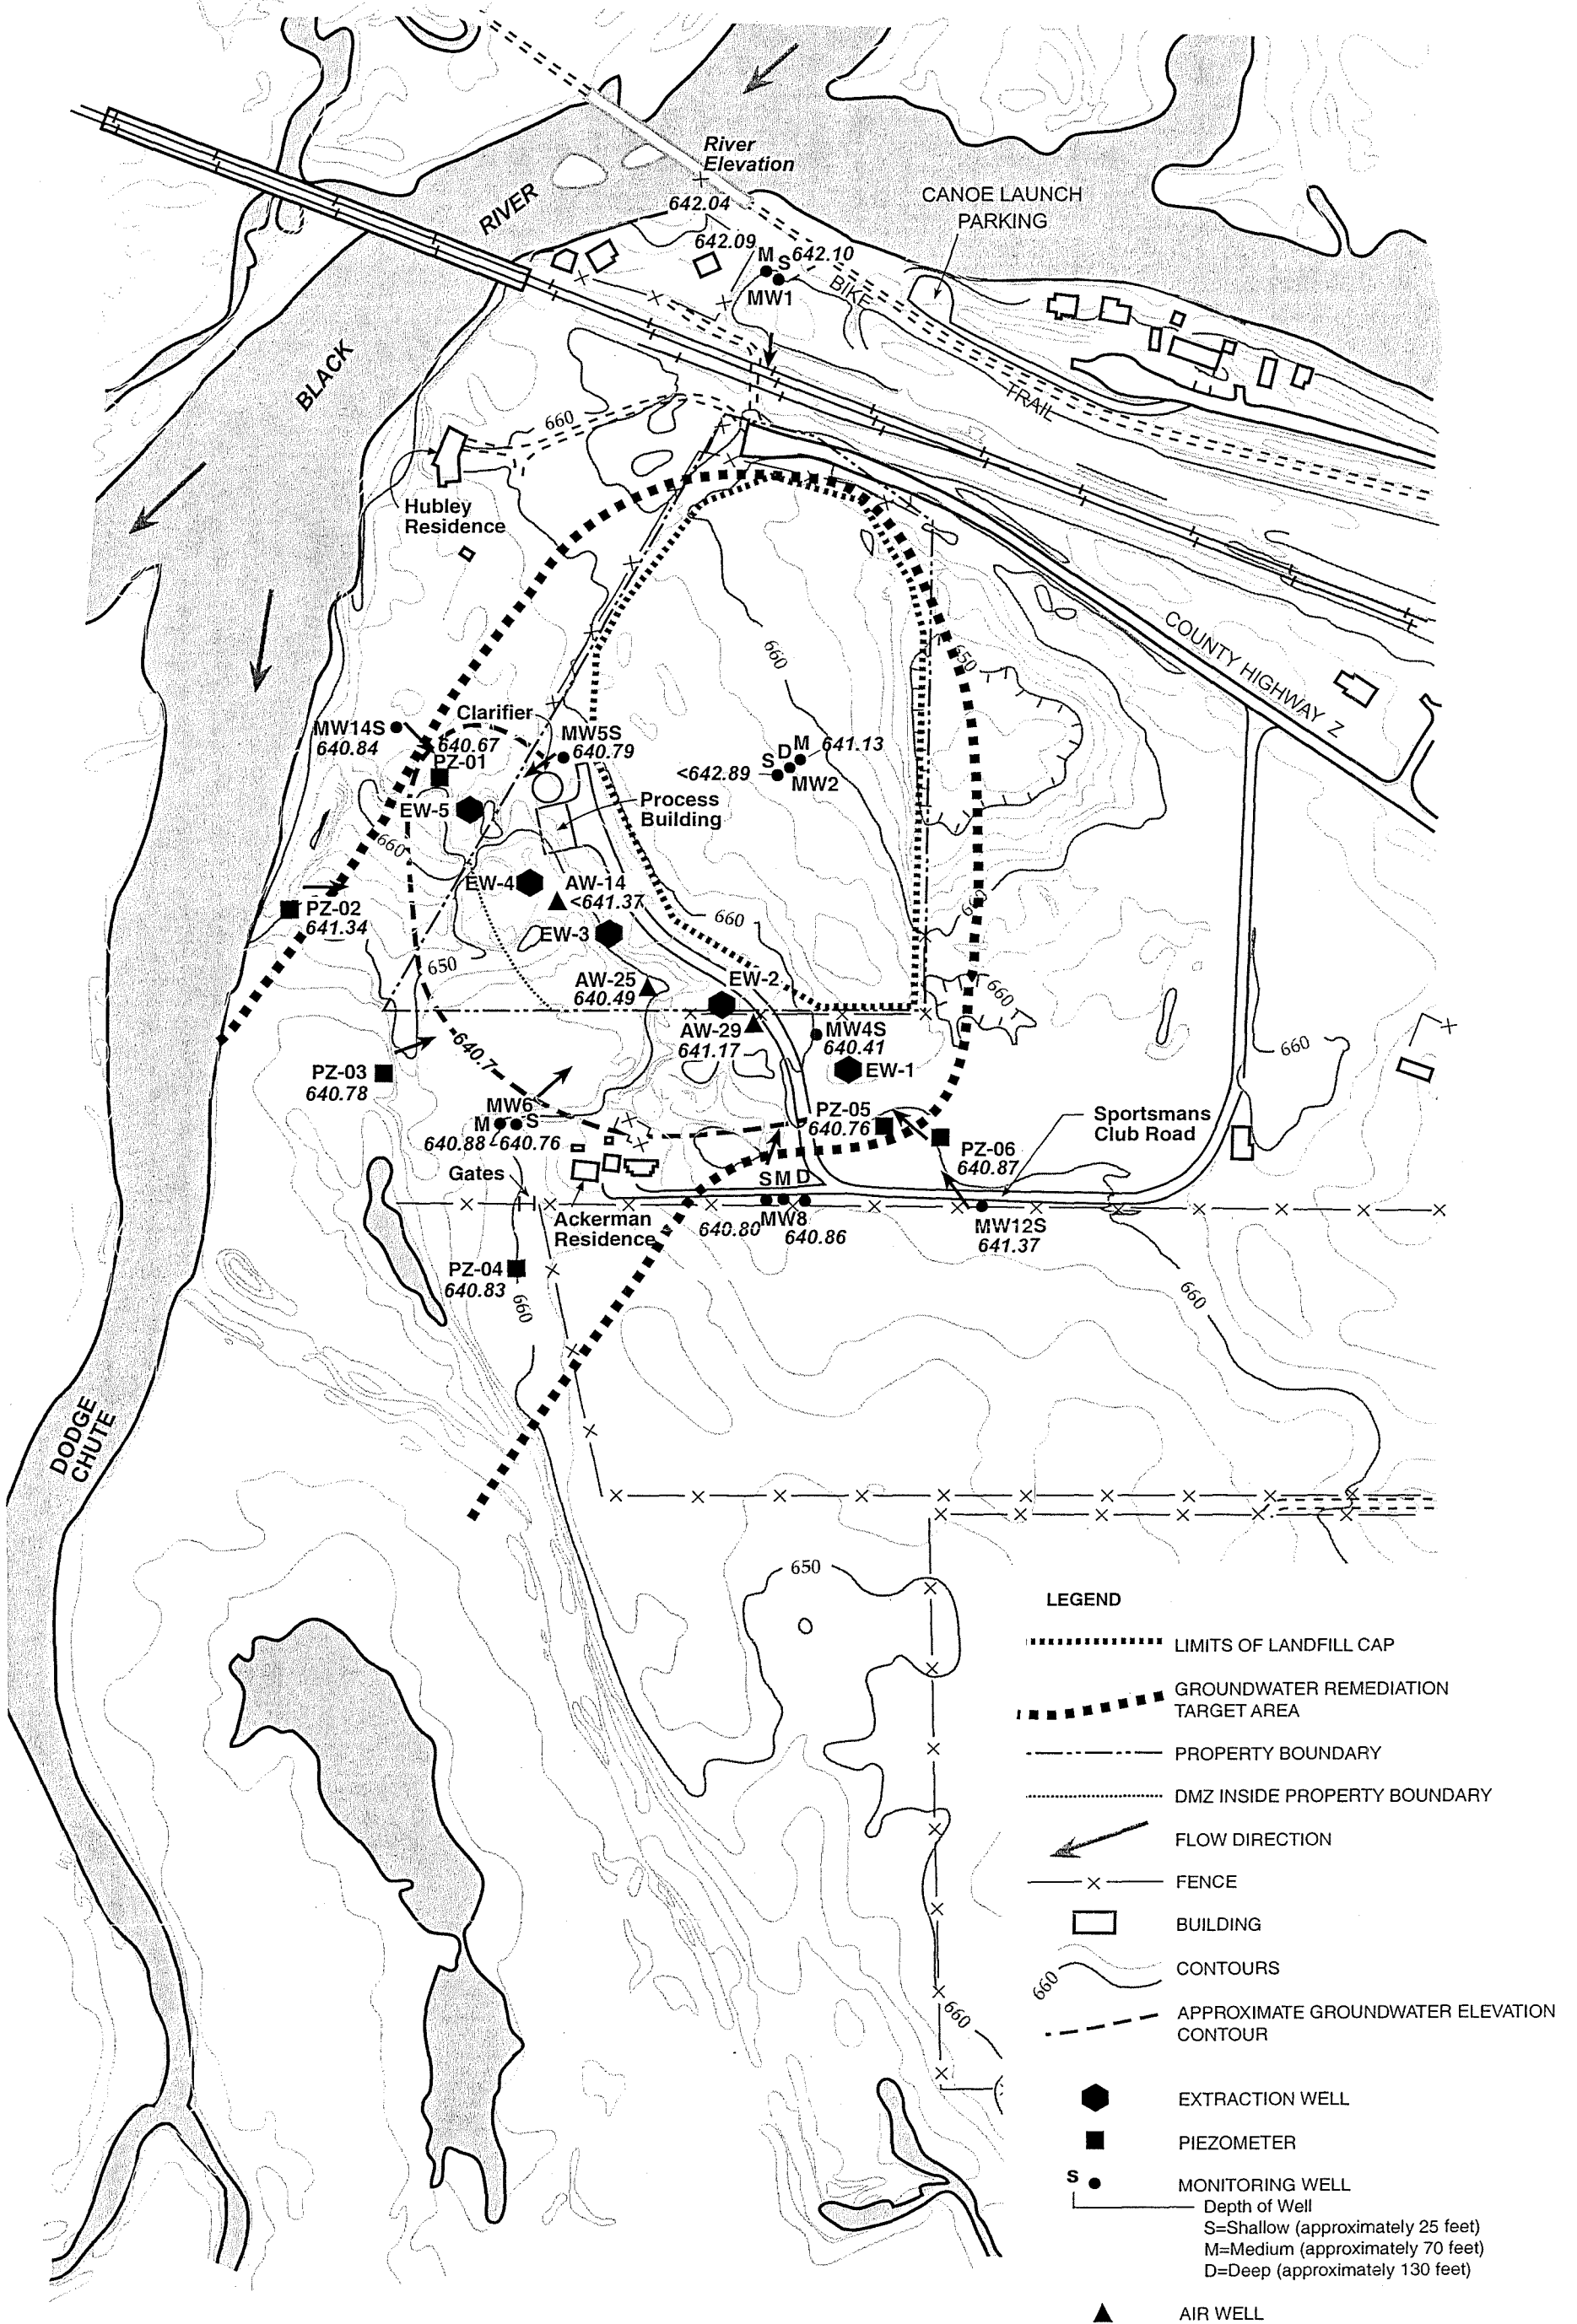 River
Elevation
642.04
CANOE LAUNCH
PARKING
RIVER
642.09
M
S
642.10
MW1
BIKE
TRAIL
BLACK
660
Hubley
Residence
COUNTY HIGHWAY Z
660
650
Clarifier
MW14S
640.84
640.67
PZ-01
MW5S
640.79
S
D
M
641.13
<642.89
MW2
EW-5
Process
Building
660
EW-4
AW-14
<641.37
PZ-02
641.34
EW-3
660
650
AW-25
640.49
EW-2
660
AW-29
641.17
MW4S
640.41
EW-1
660
640.7
PZ-03
640.78
MW6
M
S
640.88
640.76
PZ-05
640.76
Sportsmans
Club Road
PZ-06
640.87
Gates
S M D
Ackerman
Residence
640.80
MW8
640.86
MW12S
641.37
PZ-04
640.83
660
660
DODGE
CHUTE
650
LEGEND
LIMITS OF LANDFILL CAP
GROUNDWATER REMEDIATION
TARGET AREA
PROPERTY BOUNDARY
DMZ INSIDE PROPERTY BOUNDARY
FLOW DIRECTION
FENCE
BUILDING
660
CONTOURS
660
APPROXIMATE GROUNDWATER ELEVATION
CONTOUR
EXTRACTION WELL
PIEZOMETER
S
MONITORING WELL
Depth of Well
S=Shallow (approximately 25 feet)
M=Medium (approximately 70 feet)
D=Deep (approximately 130 feet)
AIR WELL